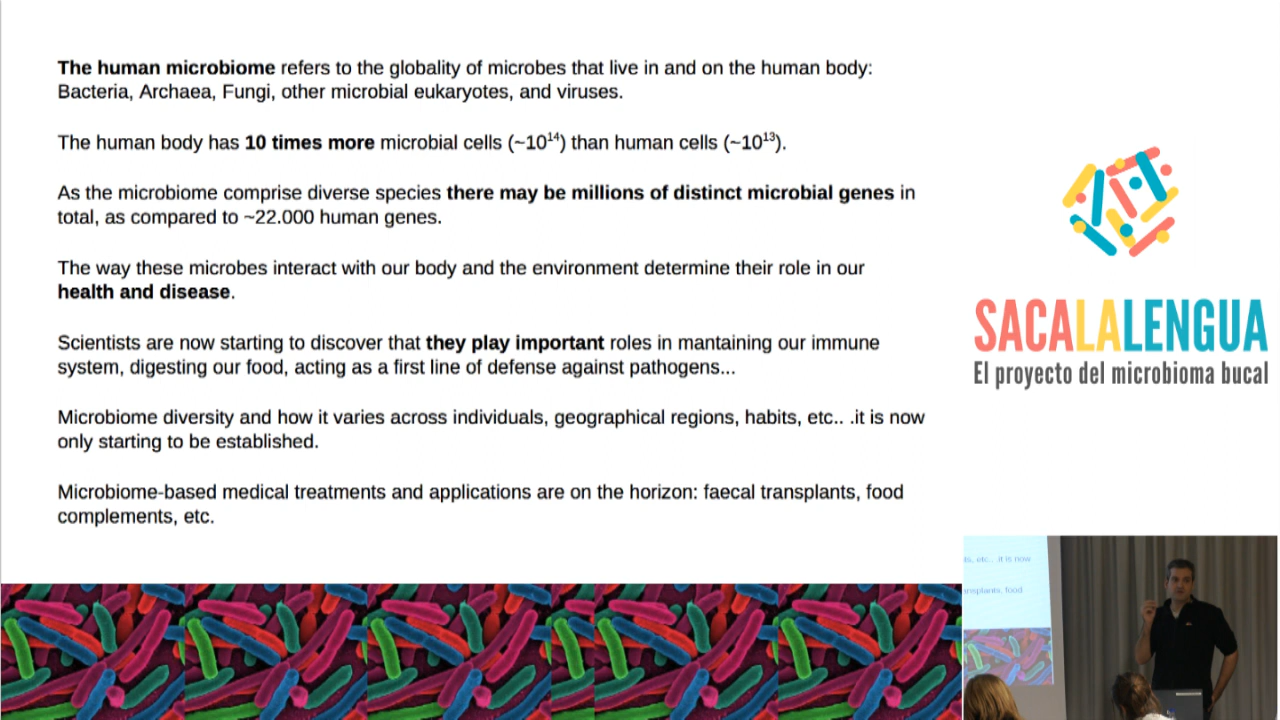 The human microbiome refers to the globality of microbes that live in and on the human body:
Bacteria, Archaea, Fungi, other microbial eukaryotes, and viruses.
The human body has 10 times more microbial cells (~10¹⁴) than human cells (~10¹³).
As the microbiome comprise diverse species there may be millions of distinct microbial genes in
total, as compared to ~22.000 human genes.
The way these microbes interact with our body and the environment determine their role in our
health and disease.
Scientists are now starting to discover that they play important roles in mantaining our immune
system, digesting our food, acting as a first line of defense against pathogens...
Microbiome diversity and how it varies across individuals, geographical regions, habits, etc.. .it is now
only starting to be established.
Microbiome-based medical treatments and applications are on the horizon: faecal transplants, food
complements, etc.
SACALALENGUA
El proyecto del microbioma bucal
etc.. .it is now
food